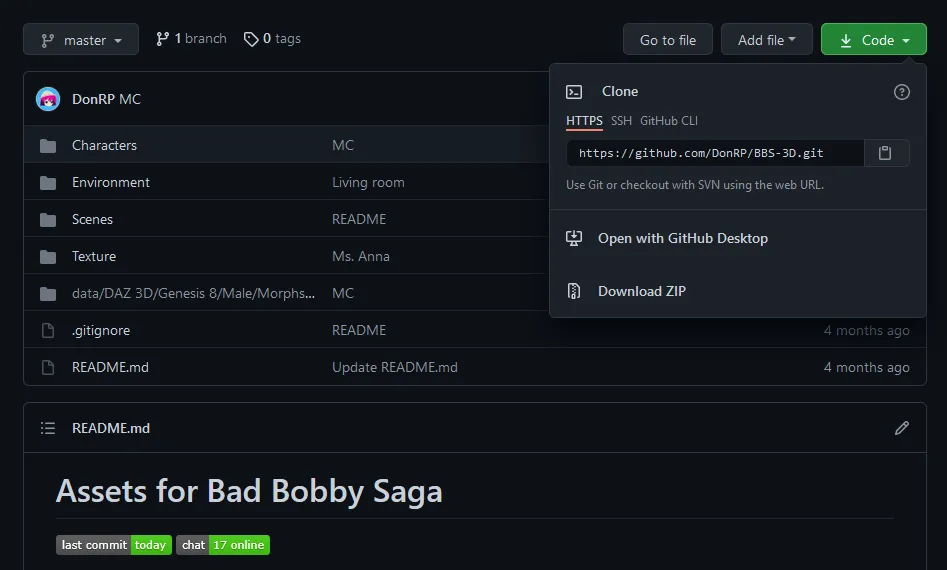 master 1 branch 0 tags Go to file Add file Code
DonRP MC
Clone
HTTPS SSH GitHub CLI
Characters MC
https://github.com/DonRP/BBS-3D.git
Environment Living room
Use Git or checkout with SVN using the web URL.
Scenes README
Open with GitHub Desktop
Texture Ms. Anna
data/DAZ 3D/Genesis 8/Male/Morphs... MC
Download ZIP
.gitignore README 4 months ago
README.md Update README.md 4 months ago
README.md
Assets for Bad Bobby Saga
last commit today chat 17 online